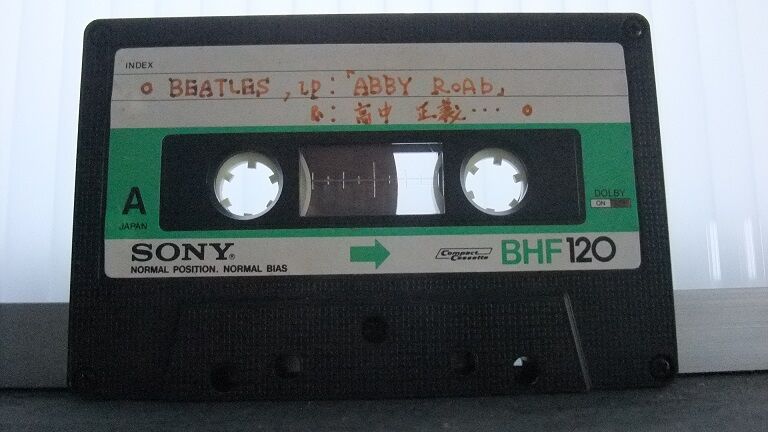 INDEX
○ BEATLES, LP:「ABBY ROAD」
B: 高中 正義… ○
A
JAPAN
DOLBY
ON
SONY®
NORMAL POSITION. NORMAL BIAS
Compact Cassette
BHF 120